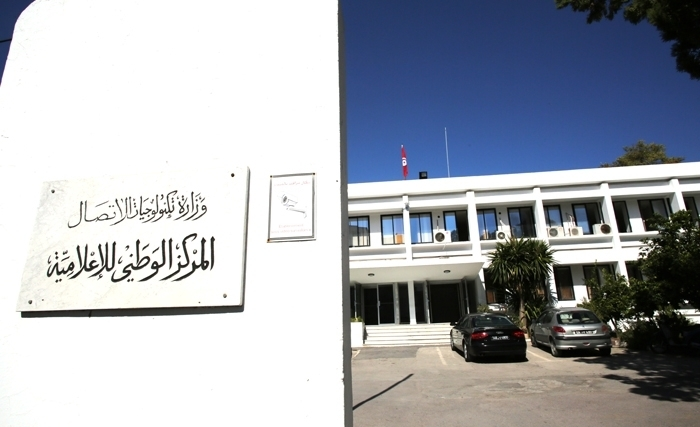 وزارة تكنولوجيات الاتصال
المركز الوطني للإعلامية